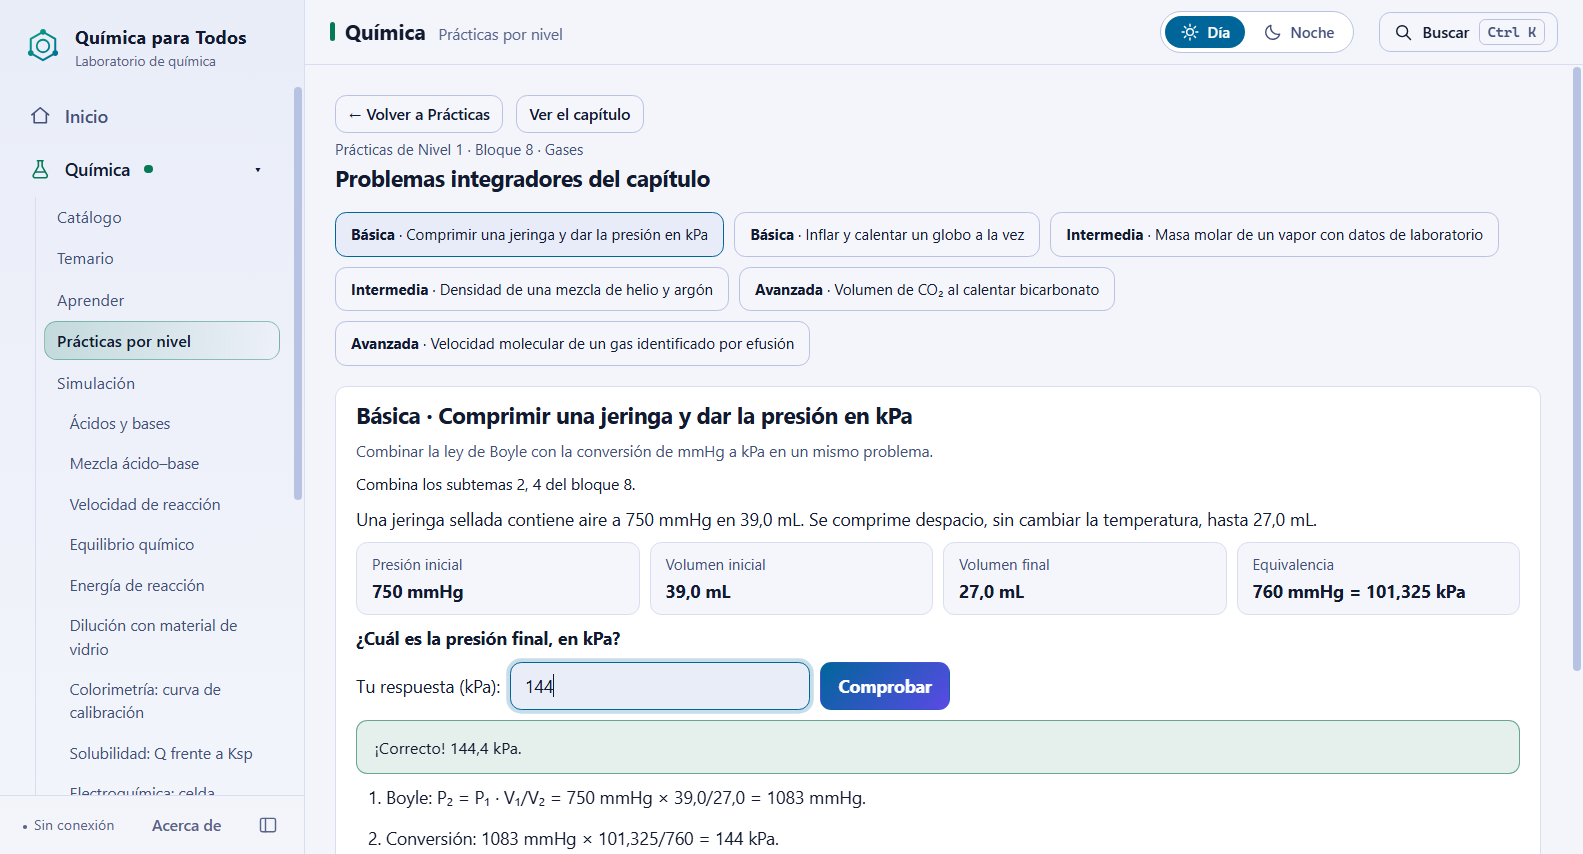 Química para Todos
Laboratorio de química
Inicio
Química
Catálogo
Temario
Aprender
Prácticas por nivel
Simulación
Ácidos y bases
Mezcla ácido–base
Velocidad de reacción
Equilibrio químico
Energía de reacción
Dilución con material de
vidrio
Colorimetría: curva de
calibración
Solubilidad: Q frente a Ksp
Electroquímica: celda
Sin conexión
Acerca de
Química
Prácticas por nivel
Día
Noche
Buscar
Ctrl K
← Volver a Prácticas
Ver el capítulo
Prácticas de Nivel 1 · Bloque 8 · Gases
Problemas integradores del capítulo
Básica · Comprimir una jeringa y dar la presión en kPa
Básica · Inflar y calentar un globo a la vez
Intermedia · Masa molar de un vapor con datos de laboratorio
Intermedia · Densidad de una mezcla de helio y argón
Avanzada · Volumen de CO₂ al calentar bicarbonato
Avanzada · Velocidad molecular de un gas identificado por efusión
Básica · Comprimir una jeringa y dar la presión en kPa
Combinar la ley de Boyle con la conversión de mmHg a kPa en un mismo problema.
Combina los subtemas 2, 4 del bloque 8.
Una jeringa sellada contiene aire a 750 mmHg en 39,0 mL. Se comprime despacio, sin cambiar la temperatura, hasta 27,0 mL.
Presión inicial
750 mmHg
Volumen inicial
39,0 mL
Volumen final
27,0 mL
Equivalencia
760 mmHg = 101,325 kPa
¿Cuál es la presión final, en kPa?
Tu respuesta (kPa):
144
Comprobar
¡Correcto! 144,4 kPa.
1. Boyle: P₂ = P₁ · V₁/V₂ = 750 mmHg × 39,0/27,0 = 1083 mmHg.
2. Conversión: 1083 mmHg × 101,325/760 = 144 kPa.